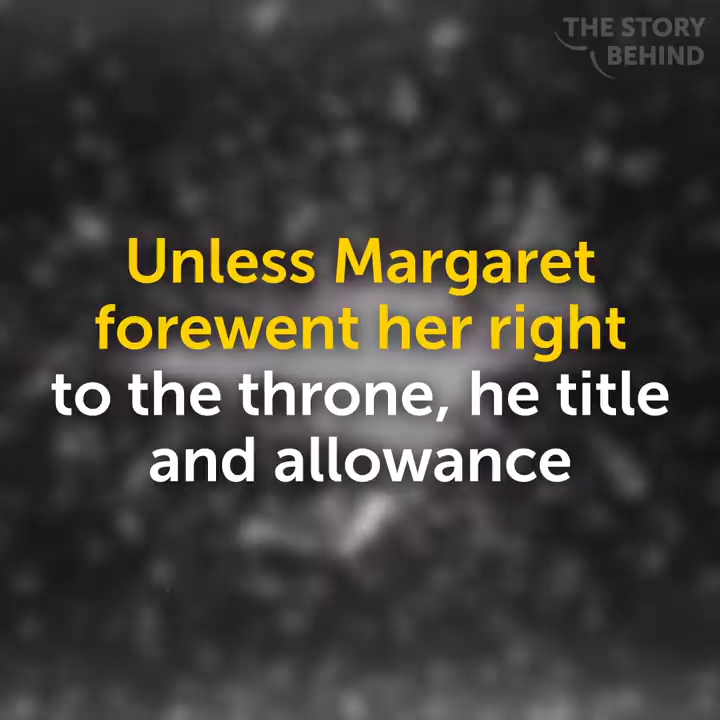 THE STORY
BEHIND
Unless Margaret
forewent her right
to the throne, he title
and allowance